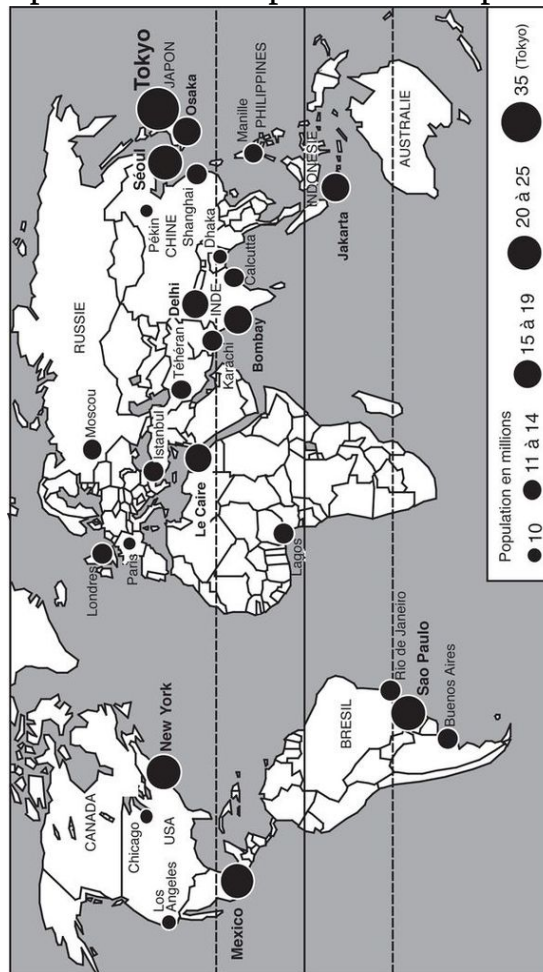 CANADA
Chicago
USA
New York
Los
Angeles
Mexico
BRESIL
Rio de Janeiro
Sao Paulo
Buenos Aires
Londres
Paris
Moscou
RUSSIE
Istanbul
Le Caire
Lagos
Téhéran
Karachi
Delhi
INDE
Bombay
Dhaka
Calcutta
Pékin
CHINE
Shanghai
Séoul
Tokyo
JAPON
Osaka
Manille
PHILIPPINES
INDONÉSIE
Jakarta
AUSTRALIE
Population en millions
10
11 à 14
15 à 19
20 à 25
35 (Tokyo)